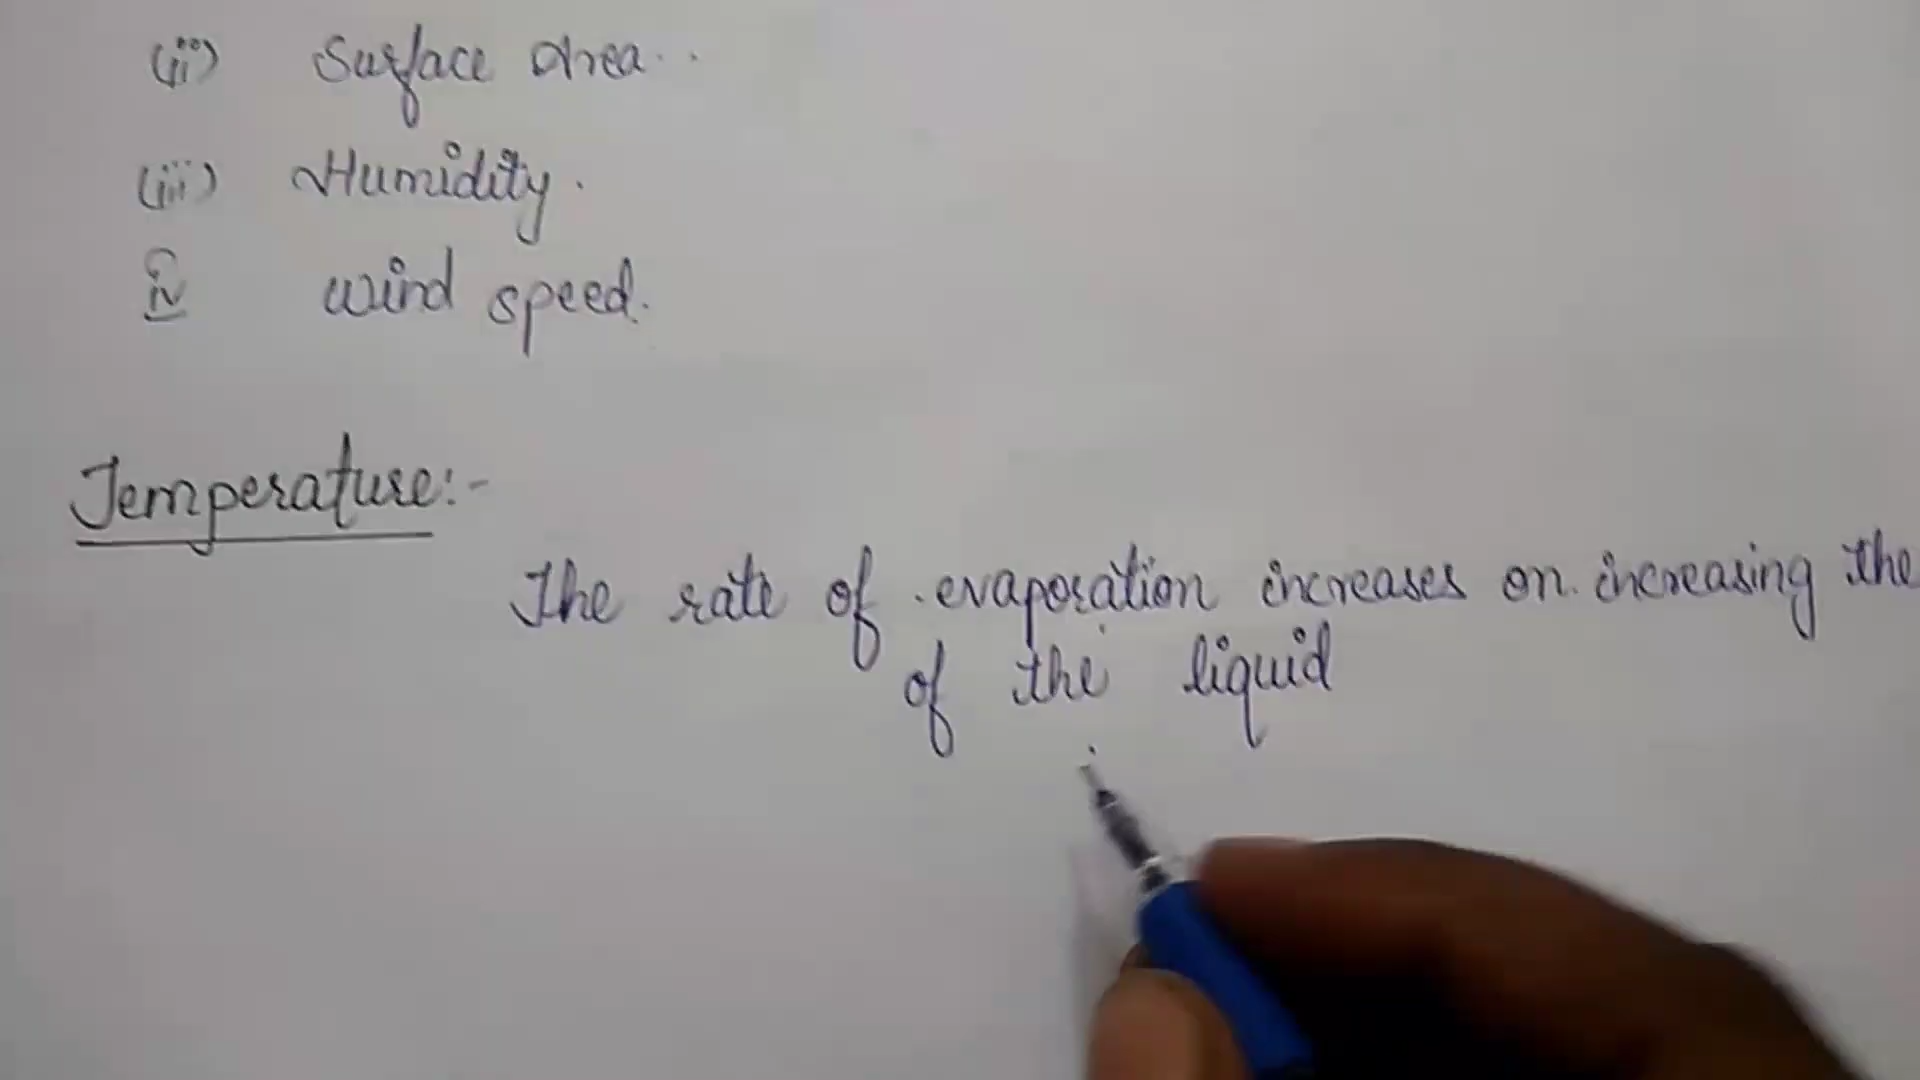 (ii) Surface area..
(iii) Humidity.
iv wind speed.
Temperature:-
The rate of evaporation increases on increasing the
of the liquid